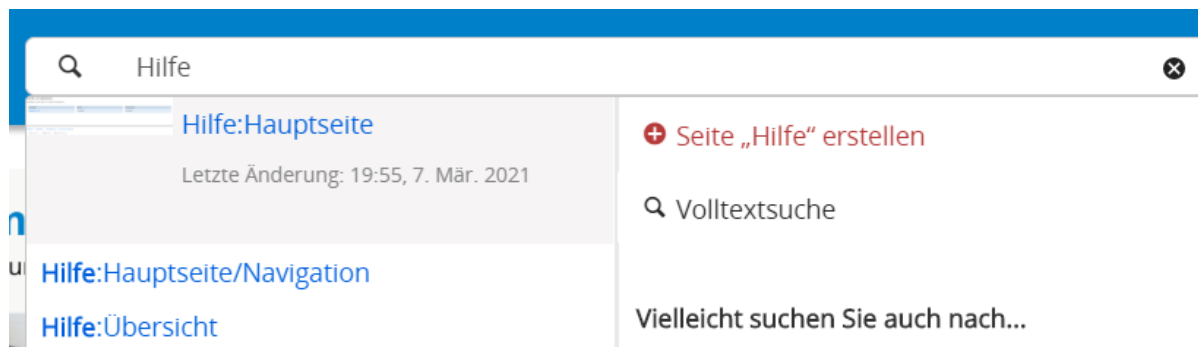 Hilfe
Hilfe:Hauptseite
Letzte Änderung: 19:55, 7. Mär. 2021
Hilfe:Hauptseite/Navigation
Hilfe:Übersicht
Seite „Hilfe“ erstellen
Volltextsuche
Vielleicht suchen Sie auch nach...